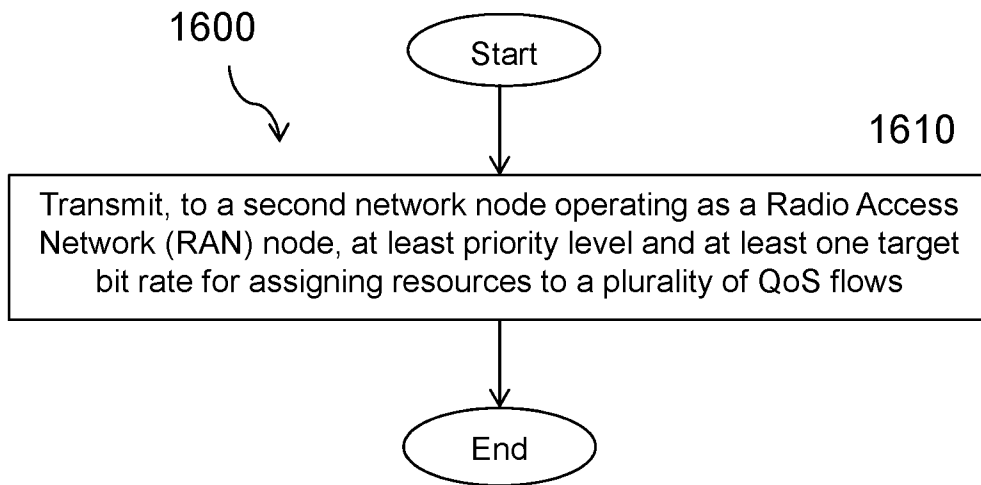 1600
Start
1610
Transmit, to a second network node operating as a Radio Access
Network (RAN) node, at least priority level and at least one target
bit rate for assigning resources to a plurality of QoS flows
End